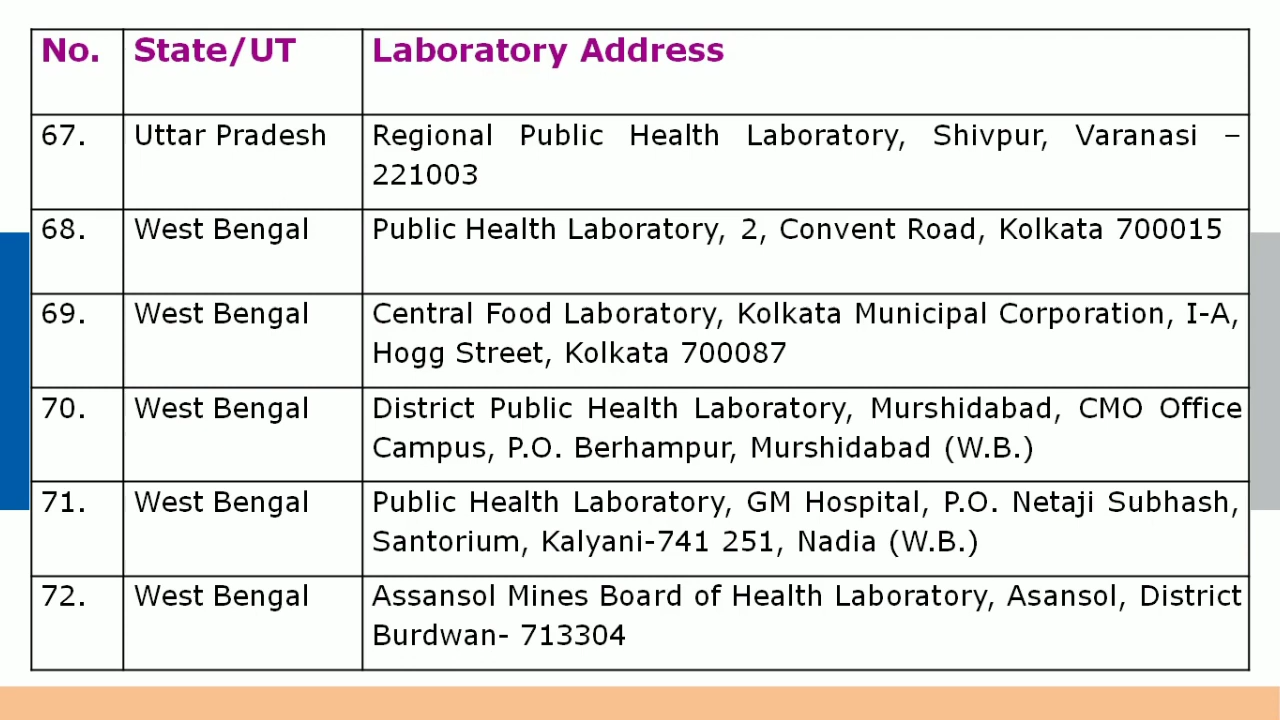 No. State/UT Laboratory Address
67. Uttar Pradesh Regional Public Health Laboratory, Shivpur, Varanasi –
221003
68. West Bengal Public Health Laboratory, 2, Convent Road, Kolkata 700015
69. West Bengal Central Food Laboratory, Kolkata Municipal Corporation, I-A,
Hogg Street, Kolkata 700087
70. West Bengal District Public Health Laboratory, Murshidabad, CMO Office
Campus, P.O. Berhampur, Murshidabad (W.B.)
71. West Bengal Public Health Laboratory, GM Hospital, P.O. Netaji Subhash,
Santorium, Kalyani-741 251, Nadia (W.B.)
72. West Bengal Assansol Mines Board of Health Laboratory, Asansol, District
Burdwan- 713304